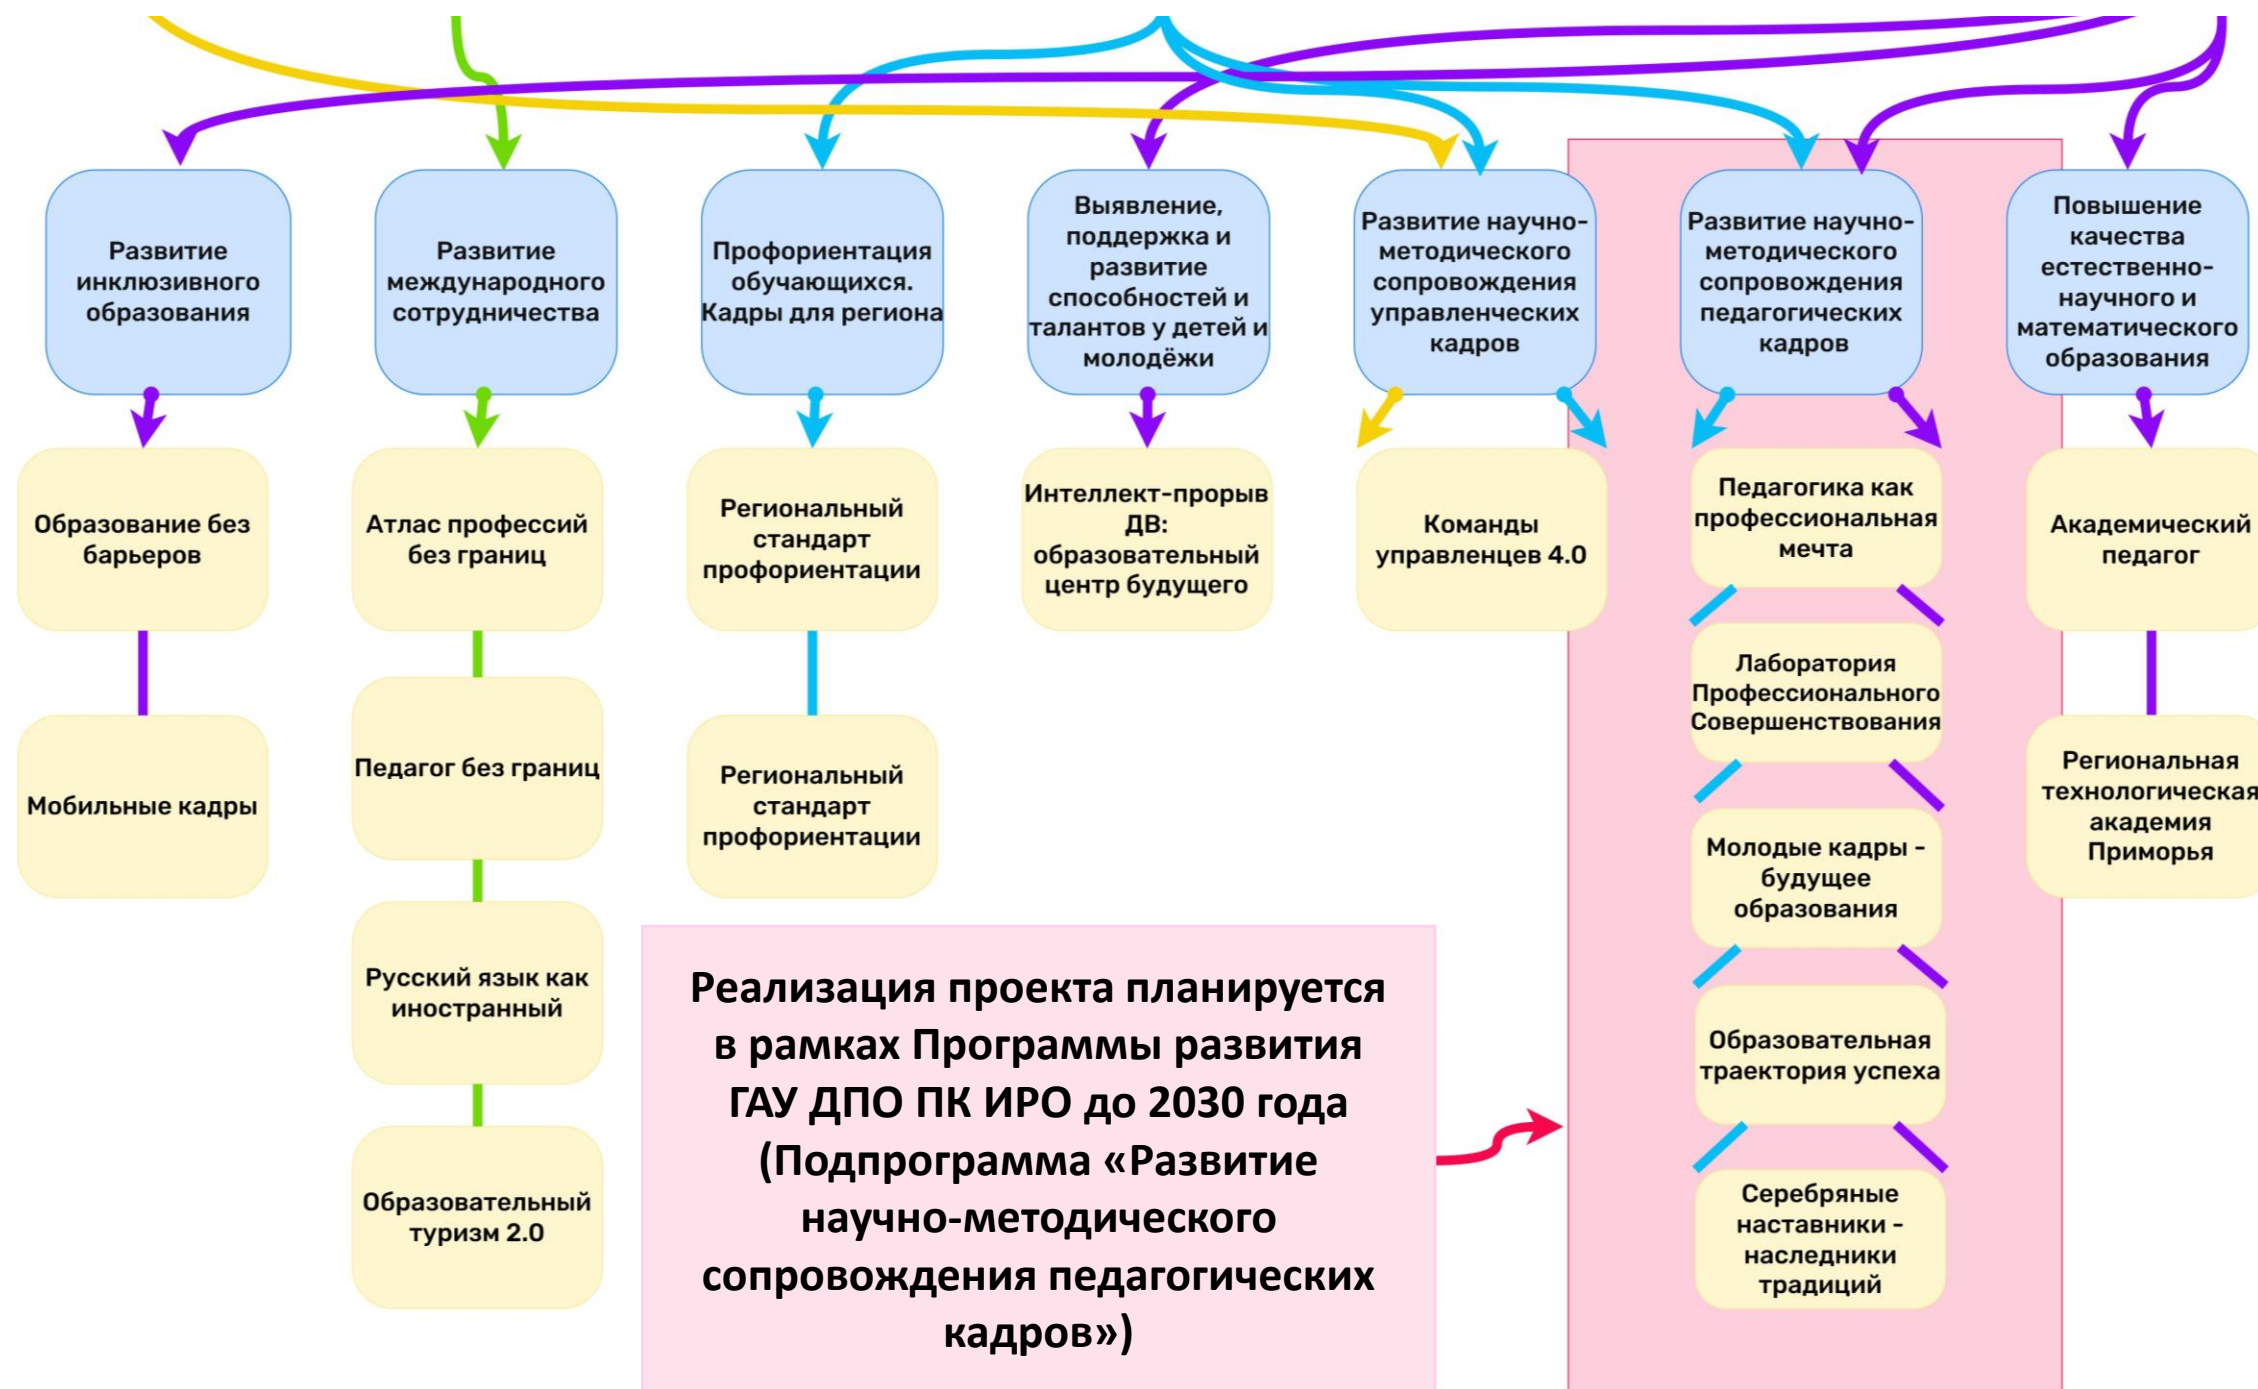 Развитие
инклюзивного
образования
Развитие
международного
сотрудничества
Профориентация
обучающихся.
Кадры для региона
Выявление,
поддержка и
развитие
способностей и
талантов у детей и
молодёжи
Развитие научно-
методического
сопровождения
управленческих
кадров
Развитие научно-
методического
сопровождения
педагогических
кадров
Повышение
качества
естественно-
научного и
математического
образования
Образование без
барьеров
Мобильные кадры
Атлас профессий
без границ
Педагог без границ
Русский язык как
иностранный
Образовательный
туризм 2.0
Региональный
стандарт
профориентации
Региональный
стандарт
профориентации
Интеллект-прорыв
ДВ:
образовательный
центр будущего
Команды
управленцев 4.0
Педагогика как
профессиональная
мечта
Лаборатория
Профессионального
Совершенствования
Молодые кадры -
будущее
образования
Образовательная
траектория успеха
Серебряные
наставники -
наследники
традиций
Академический
педагог
Региональная
технологическая
академия
Приморья
Реализация проекта планируется
в рамках Программы развития
ГАУ ДПО ПК ИРО до 2030 года
(Подпрограмма «Развитие
научно-методического
сопровождения педагогических
кадров»)